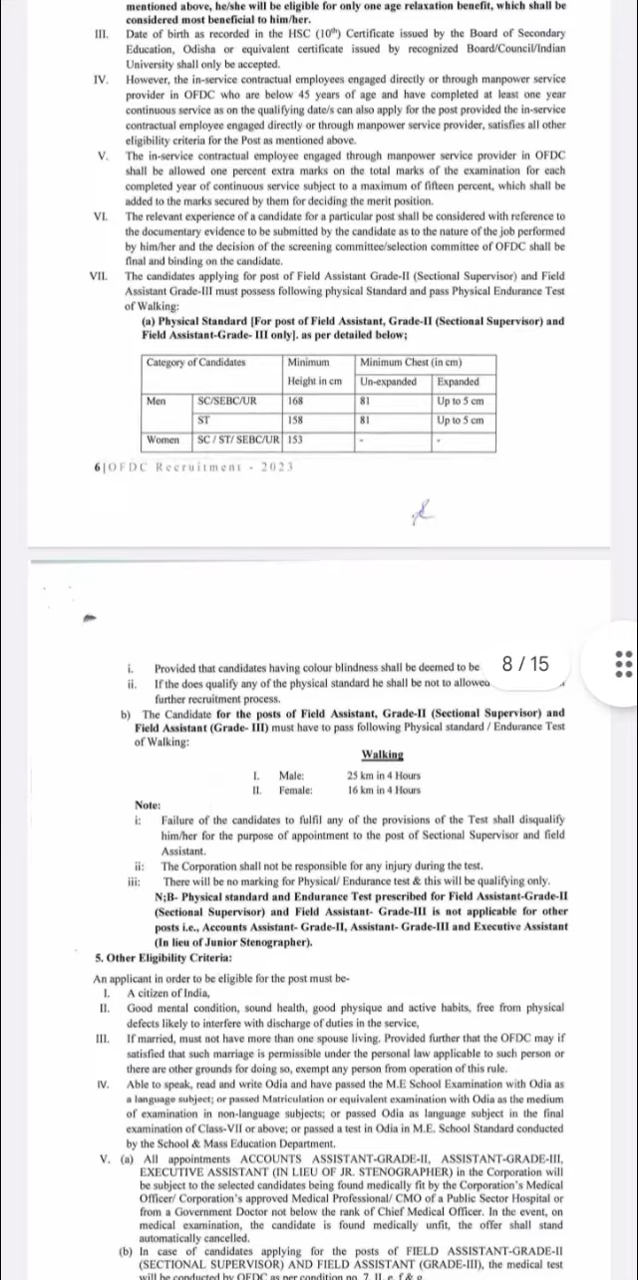 mentioned above, he/she will be eligible for only one age relaxation benefit, which shall be
considered most beneficial to him/her.
III. Date of birth as recorded in the HSC (10th) Certificate issued by the Board of Secondary
Education, Odisha or equivalent certificate issued by recognized Board/Council/Indian
University shall only be accepted.
IV. However, the in-service contractual employees engaged directly or through manpower service
provider in OFDC who are below 45 years of age and have completed at least one year
continuous service as on the qualifying date/s can also apply for the post provided the in-service
contractual employee engaged directly or through manpower service provider, satisfies all other
eligibility criteria for the Post as mentioned above.
V. The in-service contractual employee engaged through manpower service provider in OFDC
shall be allowed one percent extra marks on the total marks of the examination for each
completed year of continuous service subject to a maximum of fifteen percent, which shall be
added to the marks secured by them for deciding the merit position.
VI. The relevant experience of a candidate for a particular post shall be considered with reference to
the documentary evidence to be submitted by the candidate as to the nature of the job performed
by him/her and the decision of the screening committee/selection committee of OFDC shall be
final and binding on the candidate.
VII. The candidates applying for post of Field Assistant Grade-II (Sectional Supervisor) and Field
Assistant Grade-III must possess following physical Standard and pass Physical Endurance Test
of Walking:
(a) Physical Standard [For post of Field Assistant, Grade-II (Sectional Supervisor) and
Field Assistant-Grade- III only]. as per detailed below;
Category of Candidates Minimum Minimum Chest (in cm)
Height in cm Un-expanded Expanded
Men SC/SEBC/UR 168 81 Up to 5 cm
ST 158 81 Up to 5 cm
Women SC / ST/ SEBC/UR 153 - -
6|OFDC Recruitment - 2023
i. Provided that candidates having colour blindness shall be deemed to be
8 / 15
ii. If the does qualify any of the physical standard he shall be not to allowed
further recruitment process.
b) The Candidate for the posts of Field Assistant, Grade-II (Sectional Supervisor) and
Field Assistant (Grade- III) must have to pass following Physical standard / Endurance Test
of Walking:
Walking
I. Male: 25 km in 4 Hours
II. Female: 16 km in 4 Hours
Note:
i: Failure of the candidates to fulfil any of the provisions of the Test shall disqualify
him/her for the purpose of appointment to the post of Sectional Supervisor and field
Assistant.
ii: The Corporation shall not be responsible for any injury during the test.
iii: There will be no marking for Physical/ Endurance test & this will be qualifying only.
N;B- Physical standard and Endurance Test prescribed for Field Assistant-Grade-II
(Sectional Supervisor) and Field Assistant- Grade-III is not applicable for other
posts i.e., Accounts Assistant- Grade-II, Assistant- Grade-III and Executive Assistant
(In lieu of Junior Stenographer).
5. Other Eligibility Criteria:
An applicant in order to be eligible for the post must be-
I. A citizen of India,
II. Good mental condition, sound health, good physique and active habits, free from physical
defects likely to interfere with discharge of duties in the service,
III. If married, must not have more than one spouse living. Provided further that the OFDC may if
satisfied that such marriage is permissible under the personal law applicable to such person or
there are other grounds for doing so, exempt any person from operation of this rule.
IV. Able to speak, read and write Odia and have passed the M.E School Examination with Odia as
a language subject; or passed Matriculation or equivalent examination with Odia as the medium
of examination in non-language subjects; or passed Odia as language subject in the final
examination of Class-VII or above; or passed a test in Odia in M.E. School Standard conducted
by the School & Mass Education Department.
V. (a) All appointments ACCOUNTS ASSISTANT-GRADE-II, ASSISTANT-GRADE-III,
EXECUTIVE ASSISTANT (IN LIEU OF JR. STENOGRAPHER) in the Corporation will
be subject to the selected candidates being found medically fit by the Corporation's Medical
Officer/ Corporation's approved Medical Professional/ CMO of a Public Sector Hospital or
from a Government Doctor not below the rank of Chief Medical Officer. In the event, on
medical examination, the candidate is found medically unfit, the offer shall stand
automatically cancelled.
(b) In case of candidates applying for the posts of FIELD ASSISTANT-GRADE-II
(SECTIONAL SUPERVISOR) AND FIELD ASSISTANT (GRADE-III), the medical test
will be conducted by OFDC as per condition no. 7. II. e, f & g